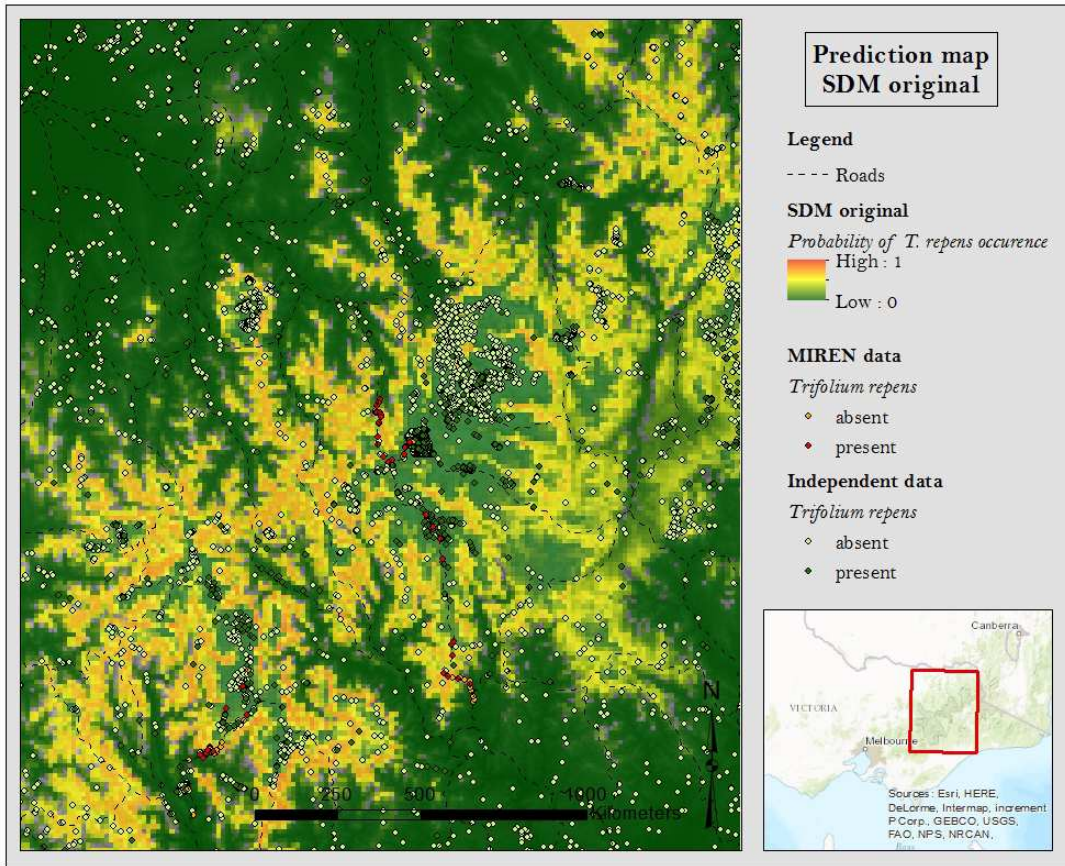 Prediction map
SDM original
Legend
Roads
SDM original
Probability of T. repens occurence
High : 1
Low : 0
MIREN data
Trifolium repens
absent
present
Independent data
Trifolium repens
absent
present
N
0 250 500 1000
Kilometers
Canberra
VICTORIA
Melbourne
Sources: Esri, HERE,
DeLorme, Intermap, increment
P Corp., GEBCO, USGS,
FAO, NPS, NRCAN,